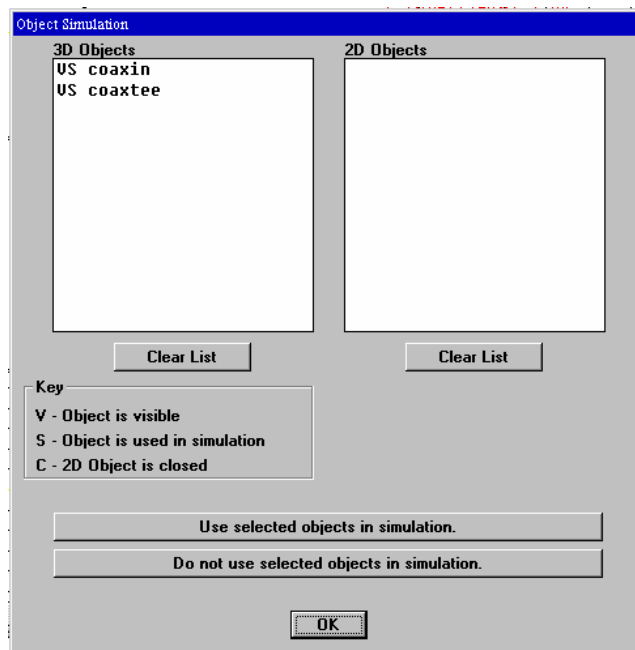 Object Simulation
3D Objects
VS coaxin
VS coaxtee
2D Objects
Clear List
Clear List
Key
V - Object is visible
S - Object is used in simulation
C - 2D Object is closed
Use selected objects in simulation.
Do not use selected objects in simulation.
OK